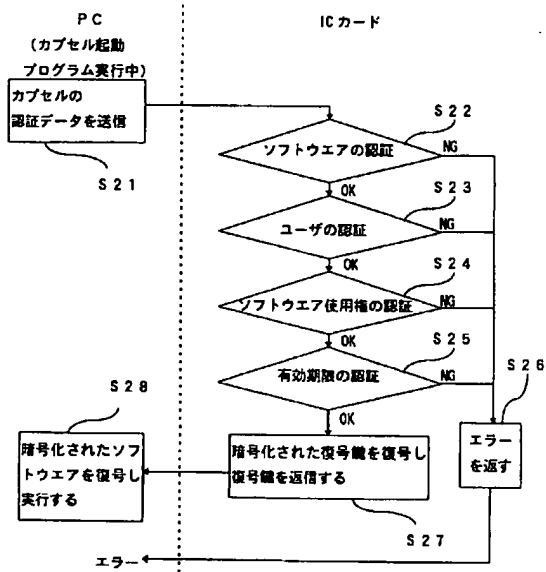 PC
(カプセル起動
プログラム実行中)
ICカード
カプセルの
認証データを送信
S21
ソフトウエアの認証
S22
NG
OK
ユーザの認証
S23
NG
OK
ソフトウエア使用権の認証
S24
NG
OK
有効期限の認証
S25
NG
OK
S26
エラー
を返す
暗号化された復号鍵を復号し
復号鍵を返信する
S27
S28
暗号化されたソフ
トウエアを復号し
実行する
エラー